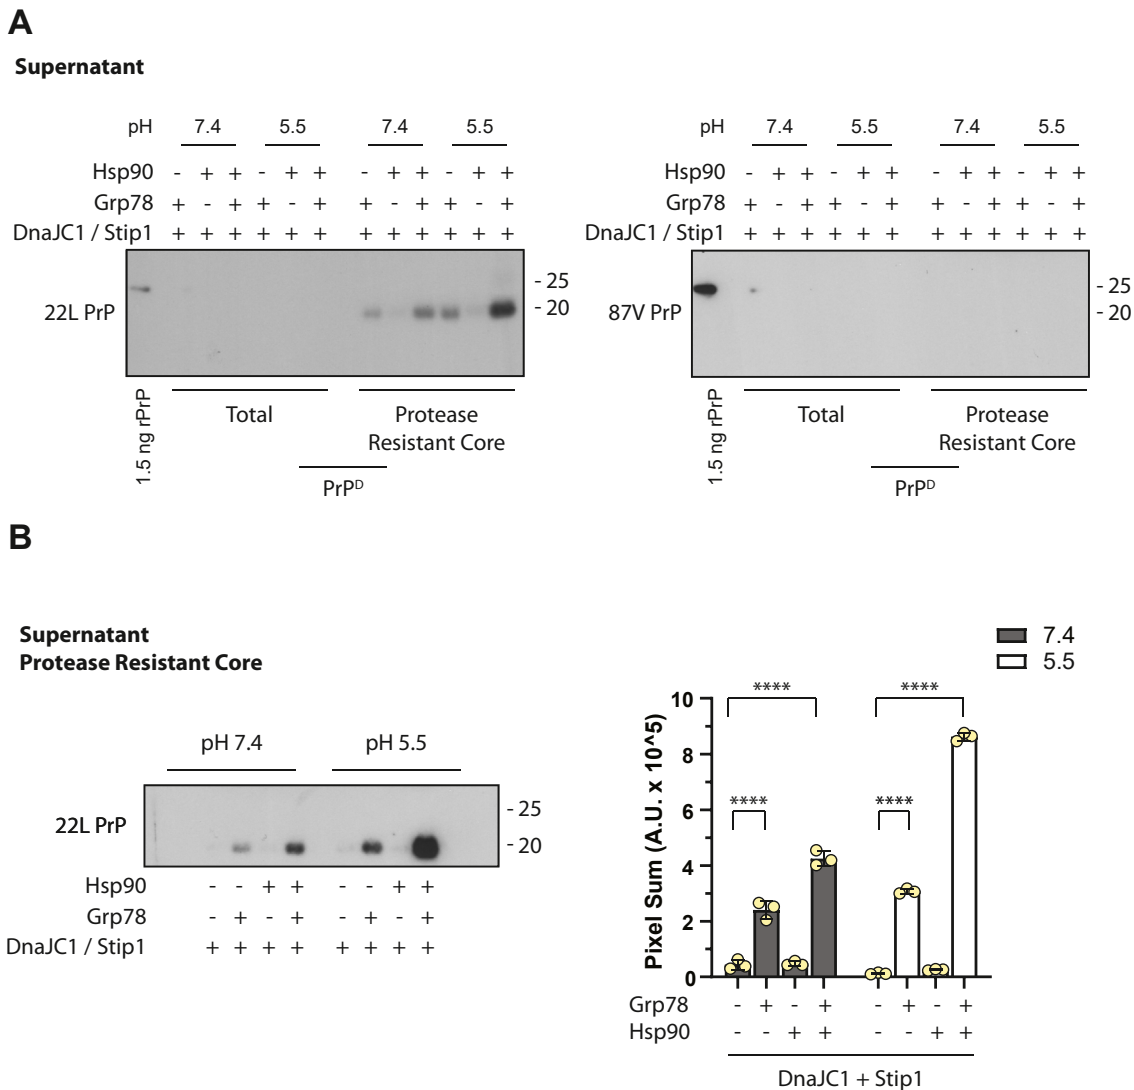 A
Supernatant
pH 7.4 5.5 7.4 5.5
Hsp90 - + + - + + - + + - + +
Grp78 + - + + - + + - + + - +
DnaJC1 / Stip1 + + + + + + + + + + + +
22L PrP
- 25
- 20
1.5 ng rPrP
Total
Protease
Resistant Core
PrPᴰ
pH 7.4 5.5 7.4 5.5
Hsp90 - + + - + + - + + - + +
Grp78 + - + + - + + - + + - +
DnaJC1 / Stip1 + + + + + + + + + + + +
87V PrP
- 25
- 20
1.5 ng rPrP
Total
Protease
Resistant Core
PrPᴰ
B
Supernatant
Protease Resistant Core
pH 7.4 pH 5.5
22L PrP
- 25
- 20
Hsp90 - - + + - - + +
Grp78 - + - + - + - +
DnaJC1 / Stip1 + + + + + + + +
7.4
5.5
Pixel Sum (A.U. x 10^5)
10
8
6
4
2
0
**** ****
**** ****
Grp78 - + - + - + - +
Hsp90 - - + + - - + +
DnaJC1 + Stip1